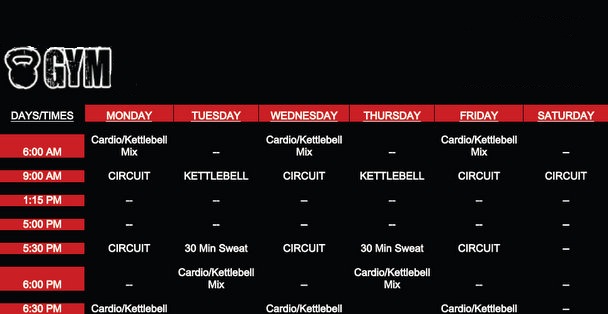 GYM
DAYS/TIMES MONDAY TUESDAY WEDNESDAY THURSDAY FRIDAY SATURDAY
Cardio/Kettlebell Cardio/Kettlebell Cardio/Kettlebell
6:00 AM Mix -- Mix -- Mix --
9:00 AM CIRCUIT KETTLEBELL CIRCUIT KETTLEBELL CIRCUIT CIRCUIT
1:15 PM -- -- -- -- -- --
5:00 PM -- -- -- -- -- --
5:30 PM CIRCUIT 30 Min Sweat CIRCUIT 30 Min Sweat CIRCUIT --
Cardio/Kettlebell Cardio/Kettlebell
6:00 PM -- Mix -- Mix -- --
6:30 PM Cardio/Kettlebell Cardio/Kettlebell Cardio/Kettlebell --